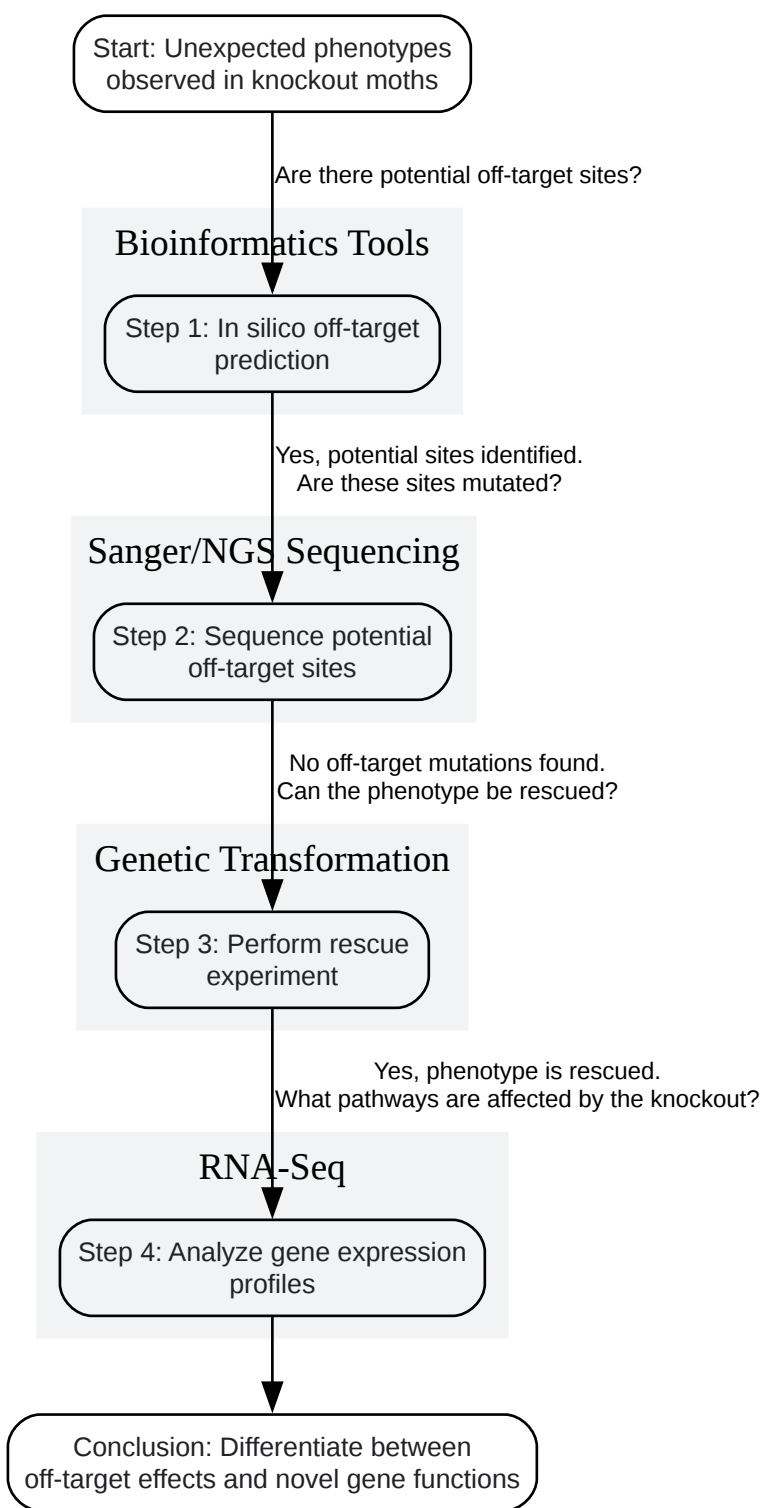 Start: Unexpected phenotypes
observed in knockout moths
Are there potential off-target sites?
Bioinformatics Tools
Step 1: In silico off-target
prediction
Yes, potential sites identified.
Are these sites mutated?
Sanger/NGS Sequencing
Step 2: Sequence potential
off-target sites
No off-target mutations found.
Can the phenotype be rescued?
Genetic Transformation
Step 3: Perform rescue
experiment
Yes, phenotype is rescued.
What pathways are affected by the knockout?
RNA-Seq
Step 4: Analyze gene expression
profiles
Conclusion: Differentiate between
off-target effects and novel gene functions